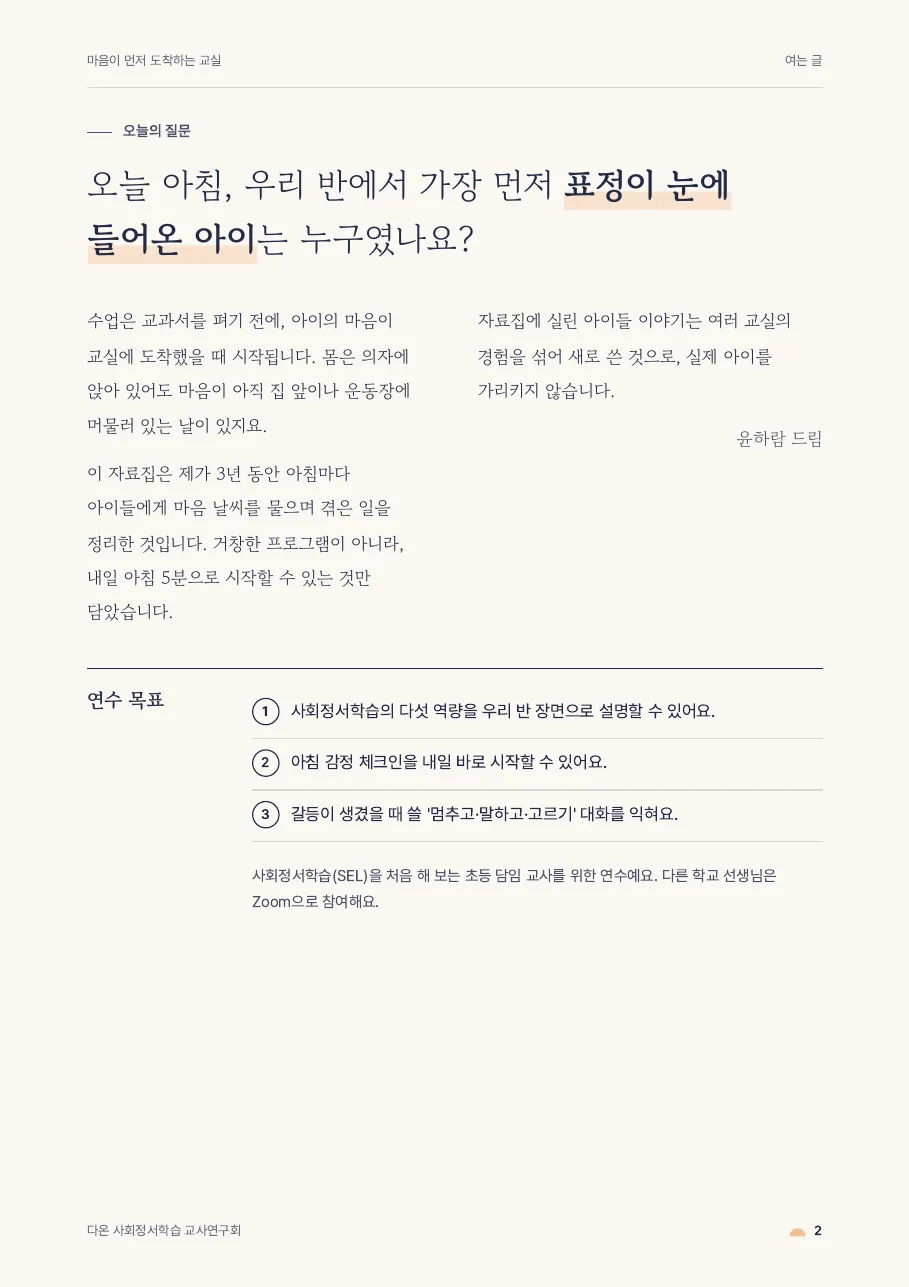 마음이 먼저 도착하는 교실
여는 글
오늘의 질문
오늘 아침, 우리 반에서 가장 먼저 표정이 눈에
들어온 아이는 누구였나요?
수업은 교과서를 펴기 전에, 아이의 마음이
교실에 도착했을 때 시작됩니다. 몸은 의자에
앉아 있어도 마음이 아직 집 앞이나 운동장에
머물러 있는 날이 있지요.
이 자료집은 제가 3년 동안 아침마다
아이들에게 마음 날씨를 물으며 겪은 일을
정리한 것입니다. 거창한 프로그램이 아니라,
내일 아침 5분으로 시작할 수 있는 것만
담았습니다.
자료집에 실린 아이들 이야기는 여러 교실의
경험을 섞어 새로 쓴 것으로, 실제 아이를
가리키지 않습니다.
윤하람 드림
연수 목표
1 사회정서학습의 다섯 역량을 우리 반 장면으로 설명할 수 있어요.
2 아침 감정 체크인을 내일 바로 시작할 수 있어요.
3 갈등이 생겼을 때 쓸 '멈추고·말하고·고르기' 대화를 익혀요.
사회정서학습(SEL)을 처음 해 보는 초등 담임 교사를 위한 연수예요. 다른 학교 선생님은
Zoom으로 참여해요.
다온 사회정서학습 교사연구회
2